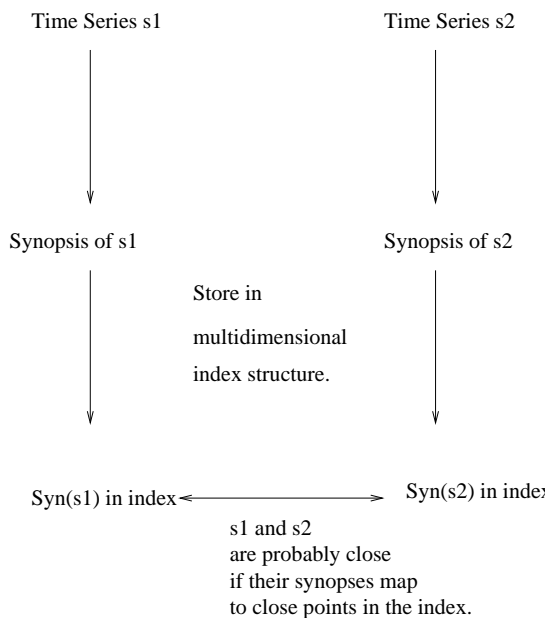 Time Series s1
Time Series s2
Synopsis of s1
Synopsis of s2
Store in
multidimensional
index structure.
Syn(s1) in index
Syn(s2) in index
s1 and s2
are probably close
if their synopses map
to close points in the index.